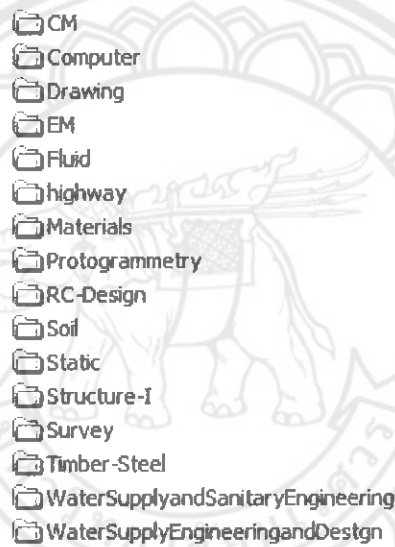 CM
Computer
Drawing
EM
Fluid
highway
Materials
Protogrammetry
RC-Design
Soil
Static
Structure-I
Survey
Timber-Steel
WaterSupplyandSanitaryEngineering
WaterSupplyEngineeringandDestgn